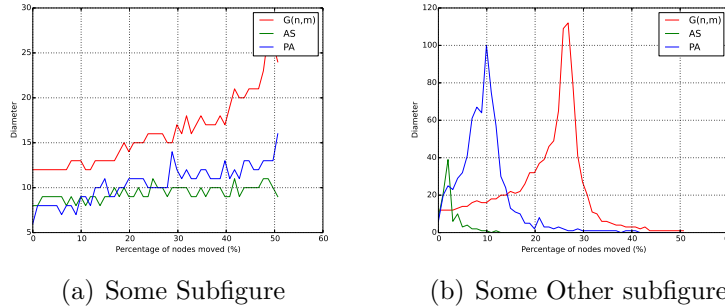 30
25
20
15
10
5
0 10 20 30 40 50 60
Diameter
Percentage of nodes moved (%)
G(n,m)
AS
PA
(a) Some Subfigure
120
100
80
60
40
20
0
0 10 20 30 40 50 60
Diameter
Percentage of nodes moved (%)
G(n,m)
AS
PA
(b) Some Other subfigure